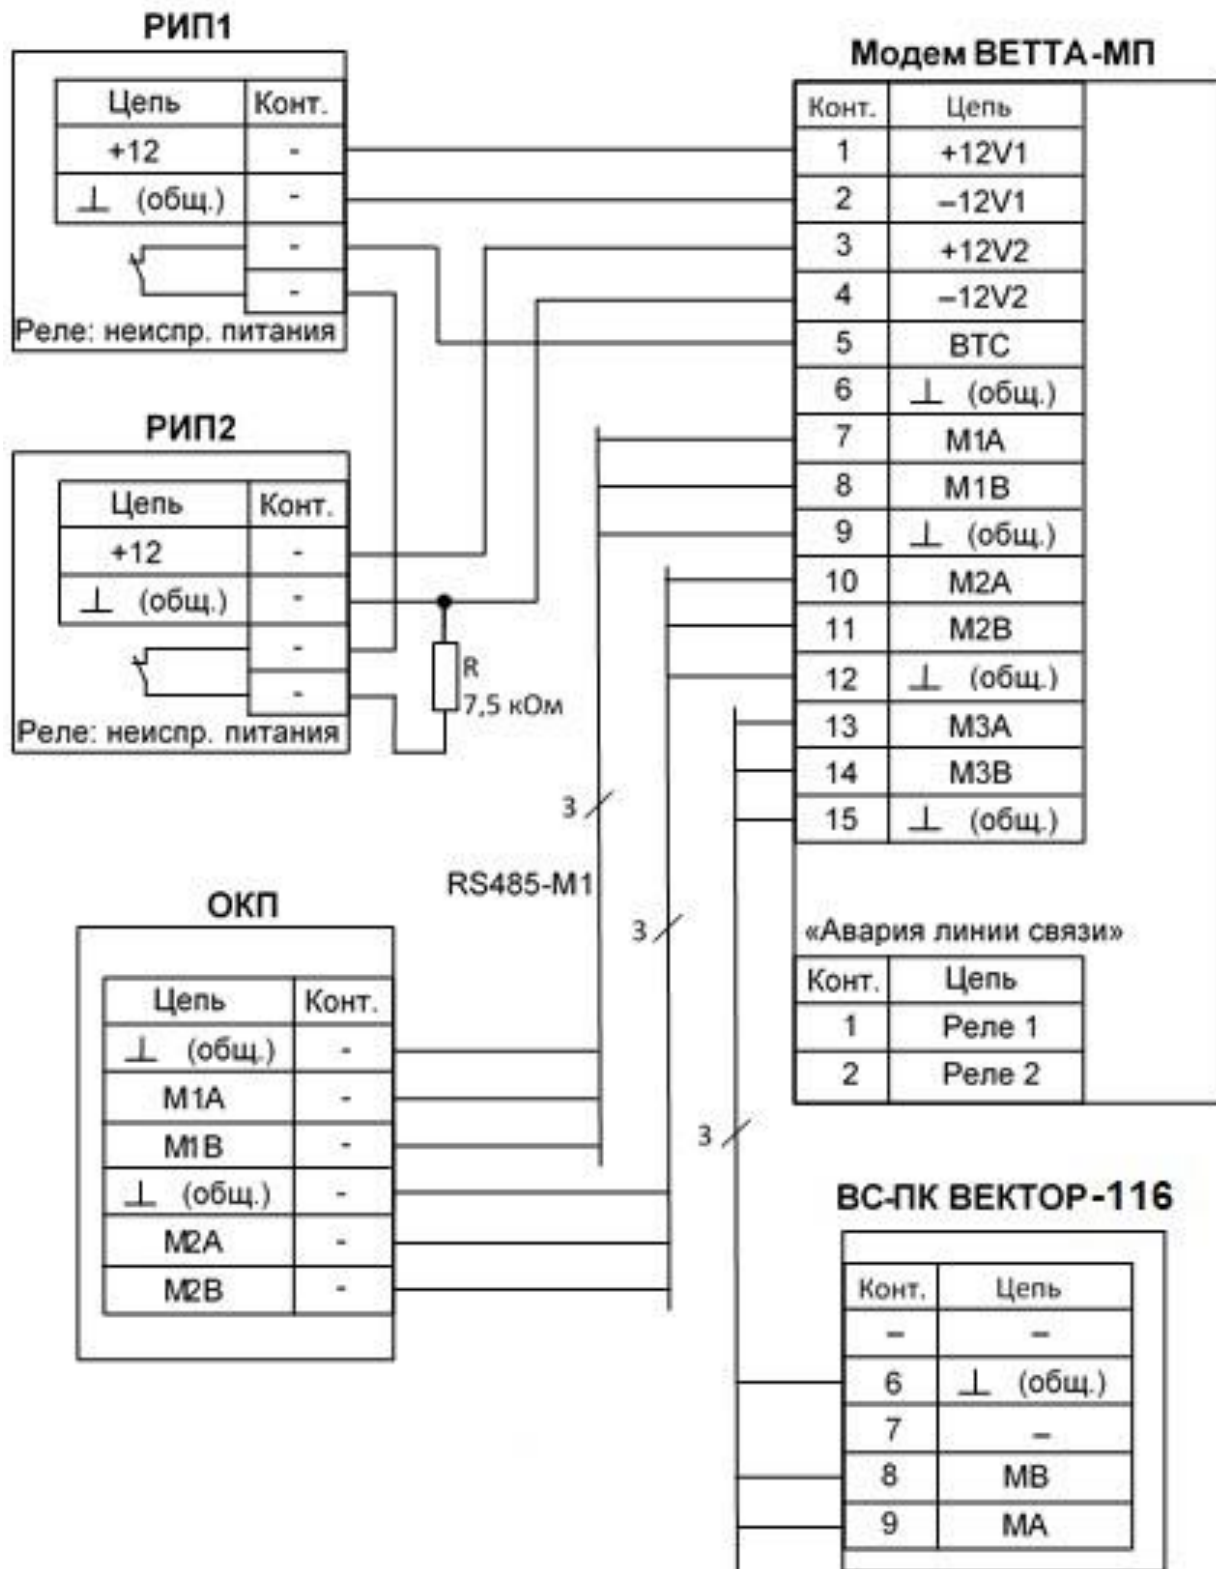 РИП1
Цепь Конт.
+12 -
⊥ (общ.) -
-
-
Реле: неиспр. питания
РИП2
Цепь Конт.
+12 -
⊥ (общ.) -
-
-
Реле: неиспр. питания
R
7,5 кОм
Модем ВЕТТА-МП
Конт. Цепь
1 +12V1
2 –12V1
3 +12V2
4 –12V2
5 ВТС
6 ⊥ (общ.)
7 М1А
8 М1В
9 ⊥ (общ.)
10 М2А
11 М2В
12 ⊥ (общ.)
13 М3А
14 М3В
15 ⊥ (общ.)
«Авария линии связи»
Конт. Цепь
1 Реле 1
2 Реле 2
3
RS485-М1
3
3
ОКП
Цепь Конт.
⊥ (общ.) -
М1А -
М1В -
⊥ (общ.) -
М2А -
М2В -
ВС-ПК ВЕКТОР-116
Конт. Цепь
– –
6 ⊥ (общ.)
7 –
8 МВ
9 МА